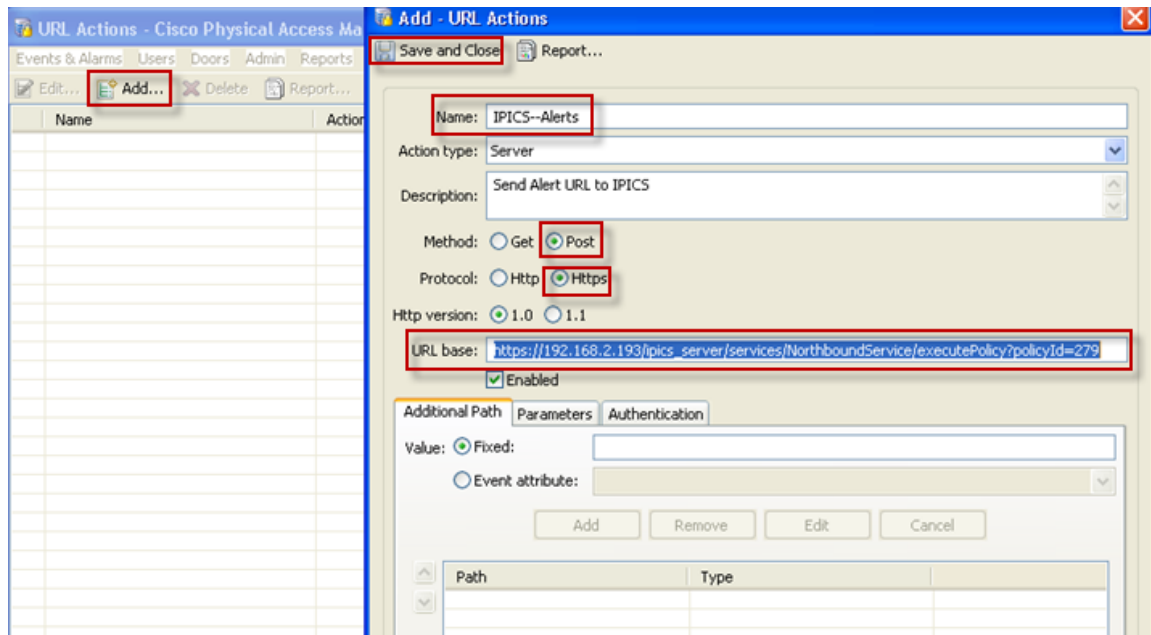 URL Actions - Cisco Physical Access Ma
Events & Alarms Users Doors Admin Reports
Edit... Add... Delete Report...
Name Action
Add - URL Actions
Save and Close Report...
Name: IPICS--Alerts
Action type: Server
Description: Send Alert URL to IPICS
Method: Get Post
Protocol: Http Https
Http version: 1.0 1.1
URL base: https://192.168.2.193/ipics_server/services/NorthboundService/executePolicy?policyId=279
Enabled
Additional Path Parameters Authentication
Value: Fixed:
Event attribute:
Add Remove Edit Cancel
Path Type